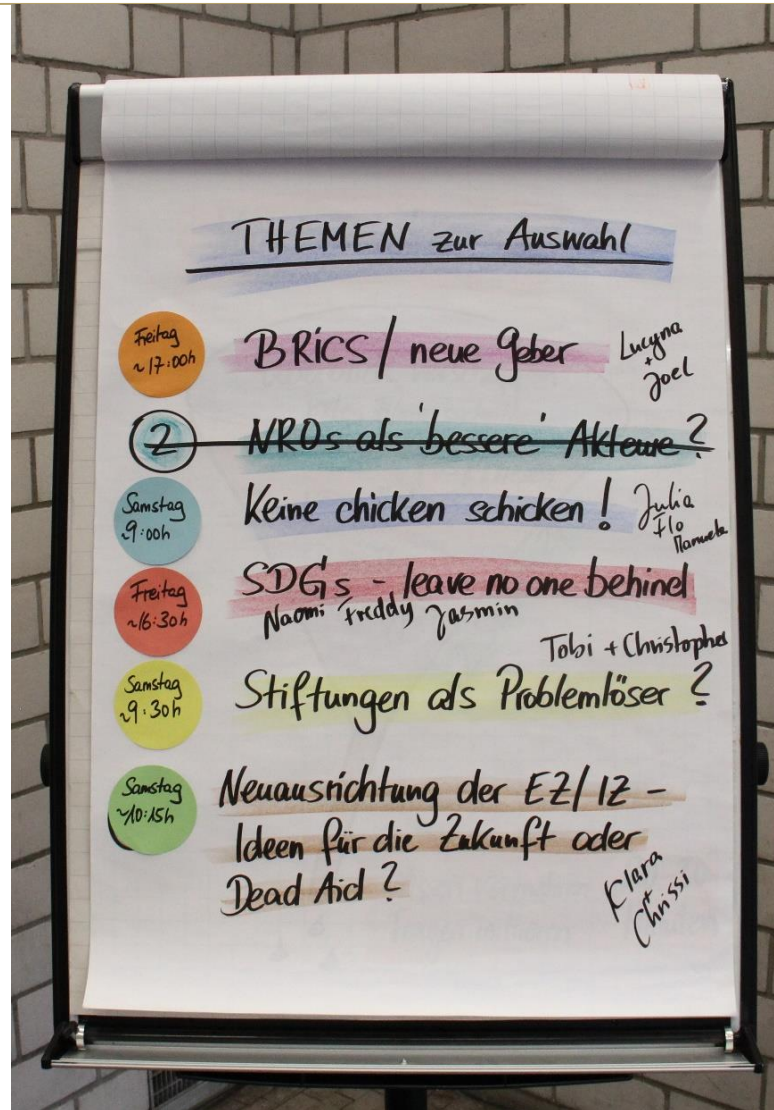 THEMEN zur Auswahl
Freitag
~17:00h
BRICS / neue Geber
Lucyna
+
Joel
2
NROs als 'bessere' Akteure?
Samstag
~9:00h
Keine chicken schicken!
Julia
Flo
Manuela
Freitag
~16:30h
SDGs - leave no one behind
Naomi Freddy Jasmin
Tobi + Christopher
Samstag
~9:30h
Stiftungen als Problemlöser?
Samstag
~10:15h
Neuausrichtung der EZ/IZ -
Ideen für die Zukunft oder
Dead Aid?
Klara
+
Chrissi